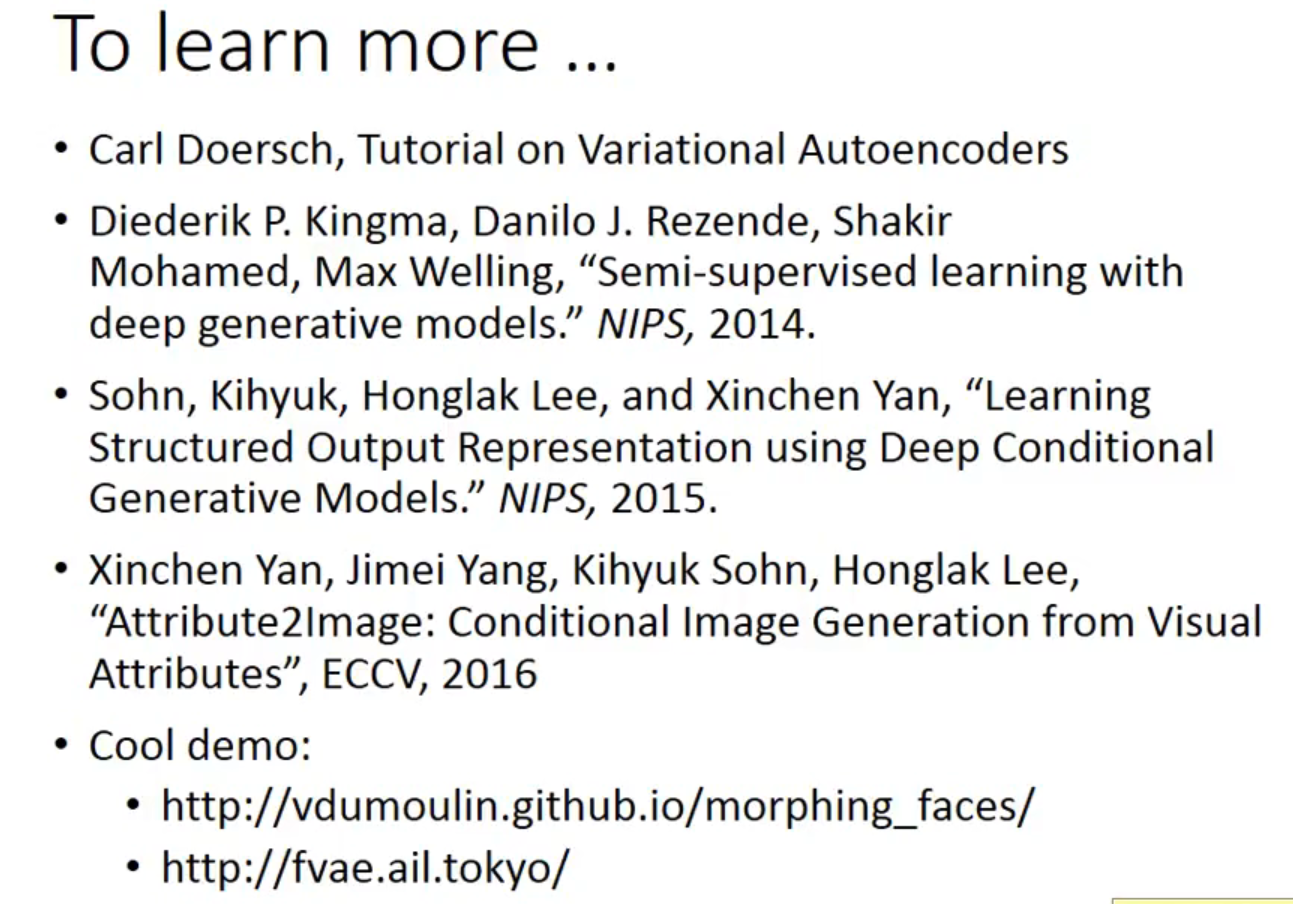 To learn more ...
• Carl Doersch, Tutorial on Variational Autoencoders
• Diederik P. Kingma, Danilo J. Rezende, Shakir
Mohamed, Max Welling, “Semi-supervised learning with
deep generative models.” NIPS, 2014.
• Sohn, Kihyuk, Honglak Lee, and Xinchen Yan, “Learning
Structured Output Representation using Deep Conditional
Generative Models.” NIPS, 2015.
• Xinchen Yan, Jimei Yang, Kihyuk Sohn, Honglak Lee,
“Attribute2Image: Conditional Image Generation from Visual
Attributes”, ECCV, 2016
• Cool demo:
• http://vdumoulin.github.io/morphing_faces/
• http://fvae.ail.tokyo/